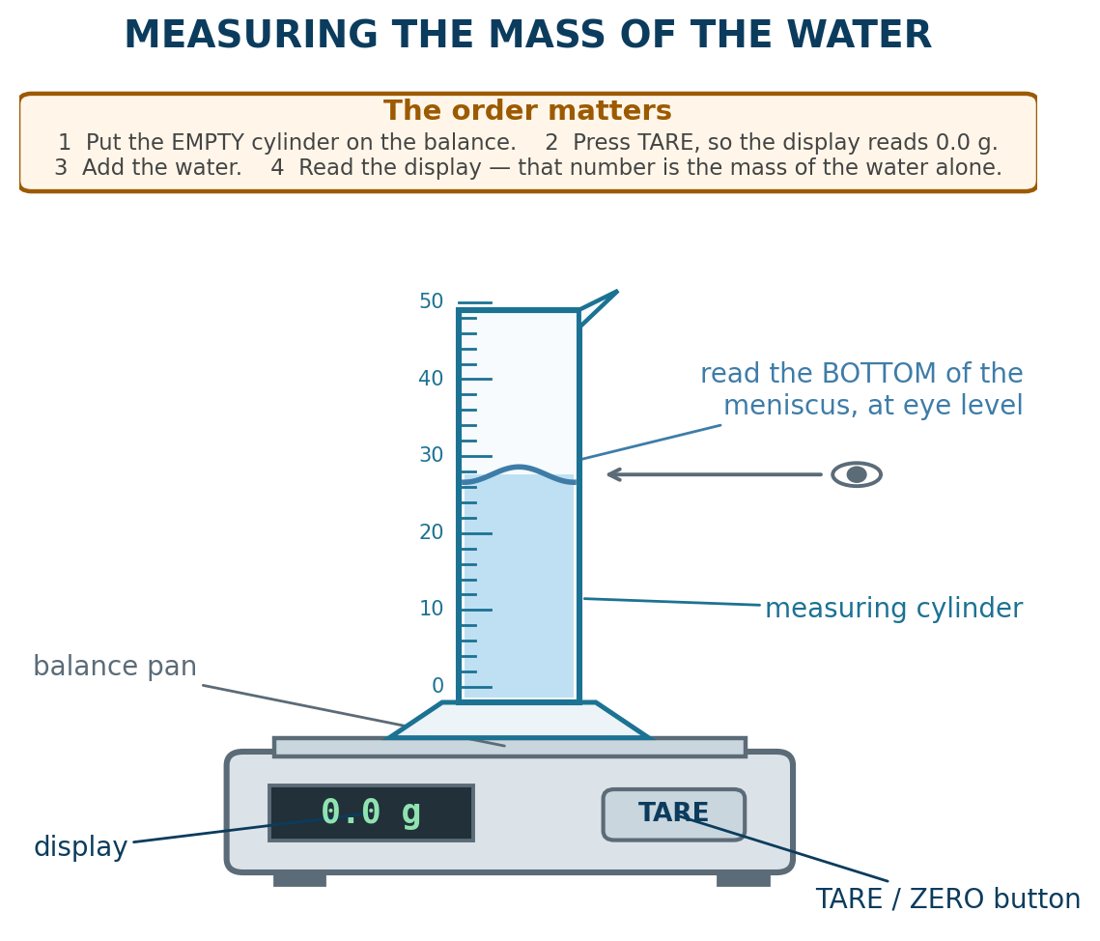 MEASURING THE MASS OF THE WATER
The order matters
1 Put the EMPTY cylinder on the balance. 2 Press TARE, so the display reads 0.0 g.
3 Add the water. 4 Read the display — that number is the mass of the water alone.
50
40
read the BOTTOM of the
meniscus, at eye level
30
20
10
measuring cylinder
balance pan
0
0.0 g
TARE
display
TARE / ZERO button